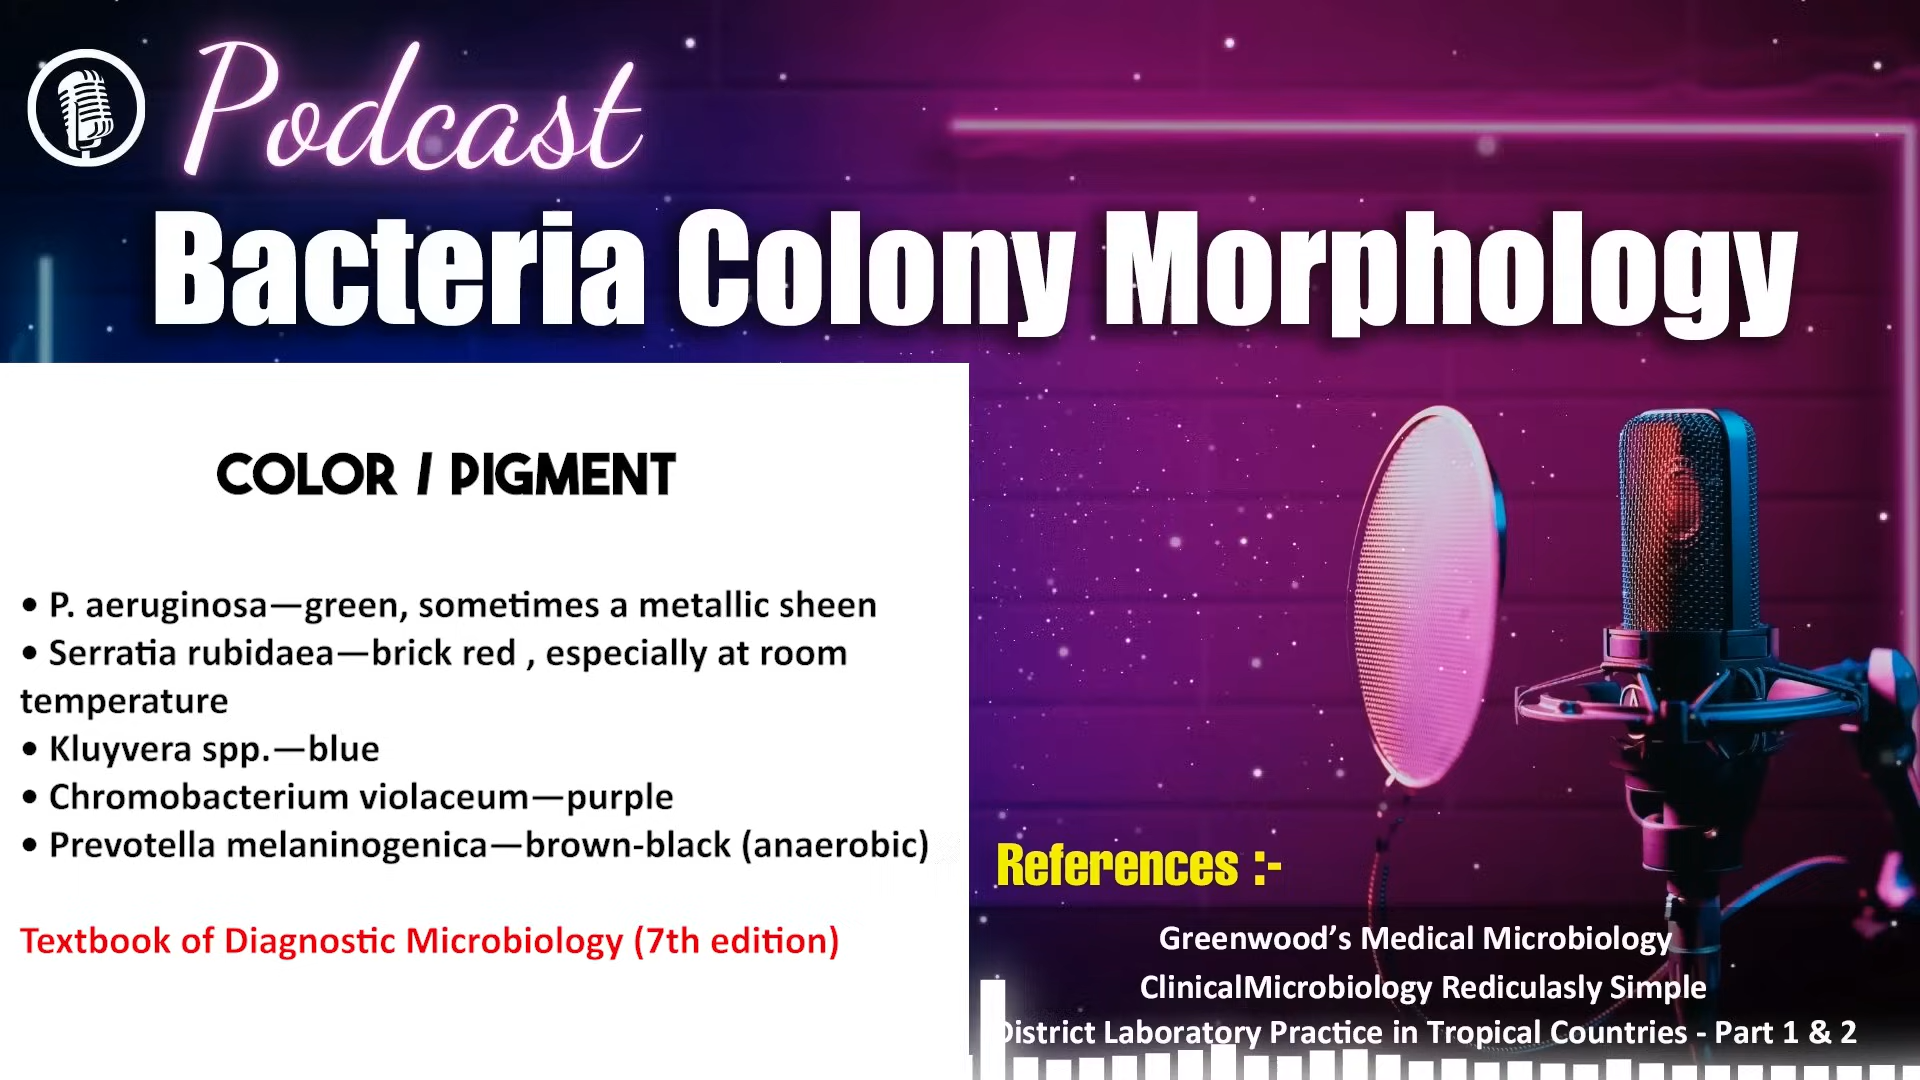 Podcast
Bacteria Colony Morphology
COLOR / PIGMENT
• P. aeruginosa—green, sometimes a metallic sheen
• Serratia rubidaea—brick red , especially at room
temperature
• Kluyvera spp.—blue
• Chromobacterium violaceum—purple
• Prevotella melaninogenica—brown-black (anaerobic)
Textbook of Diagnostic Microbiology (7th edition)
References :-
Greenwood’s Medical Microbiology
ClinicalMicrobiology Rediculasly Simple
District Laboratory Practice in Tropical Countries - Part 1 & 2